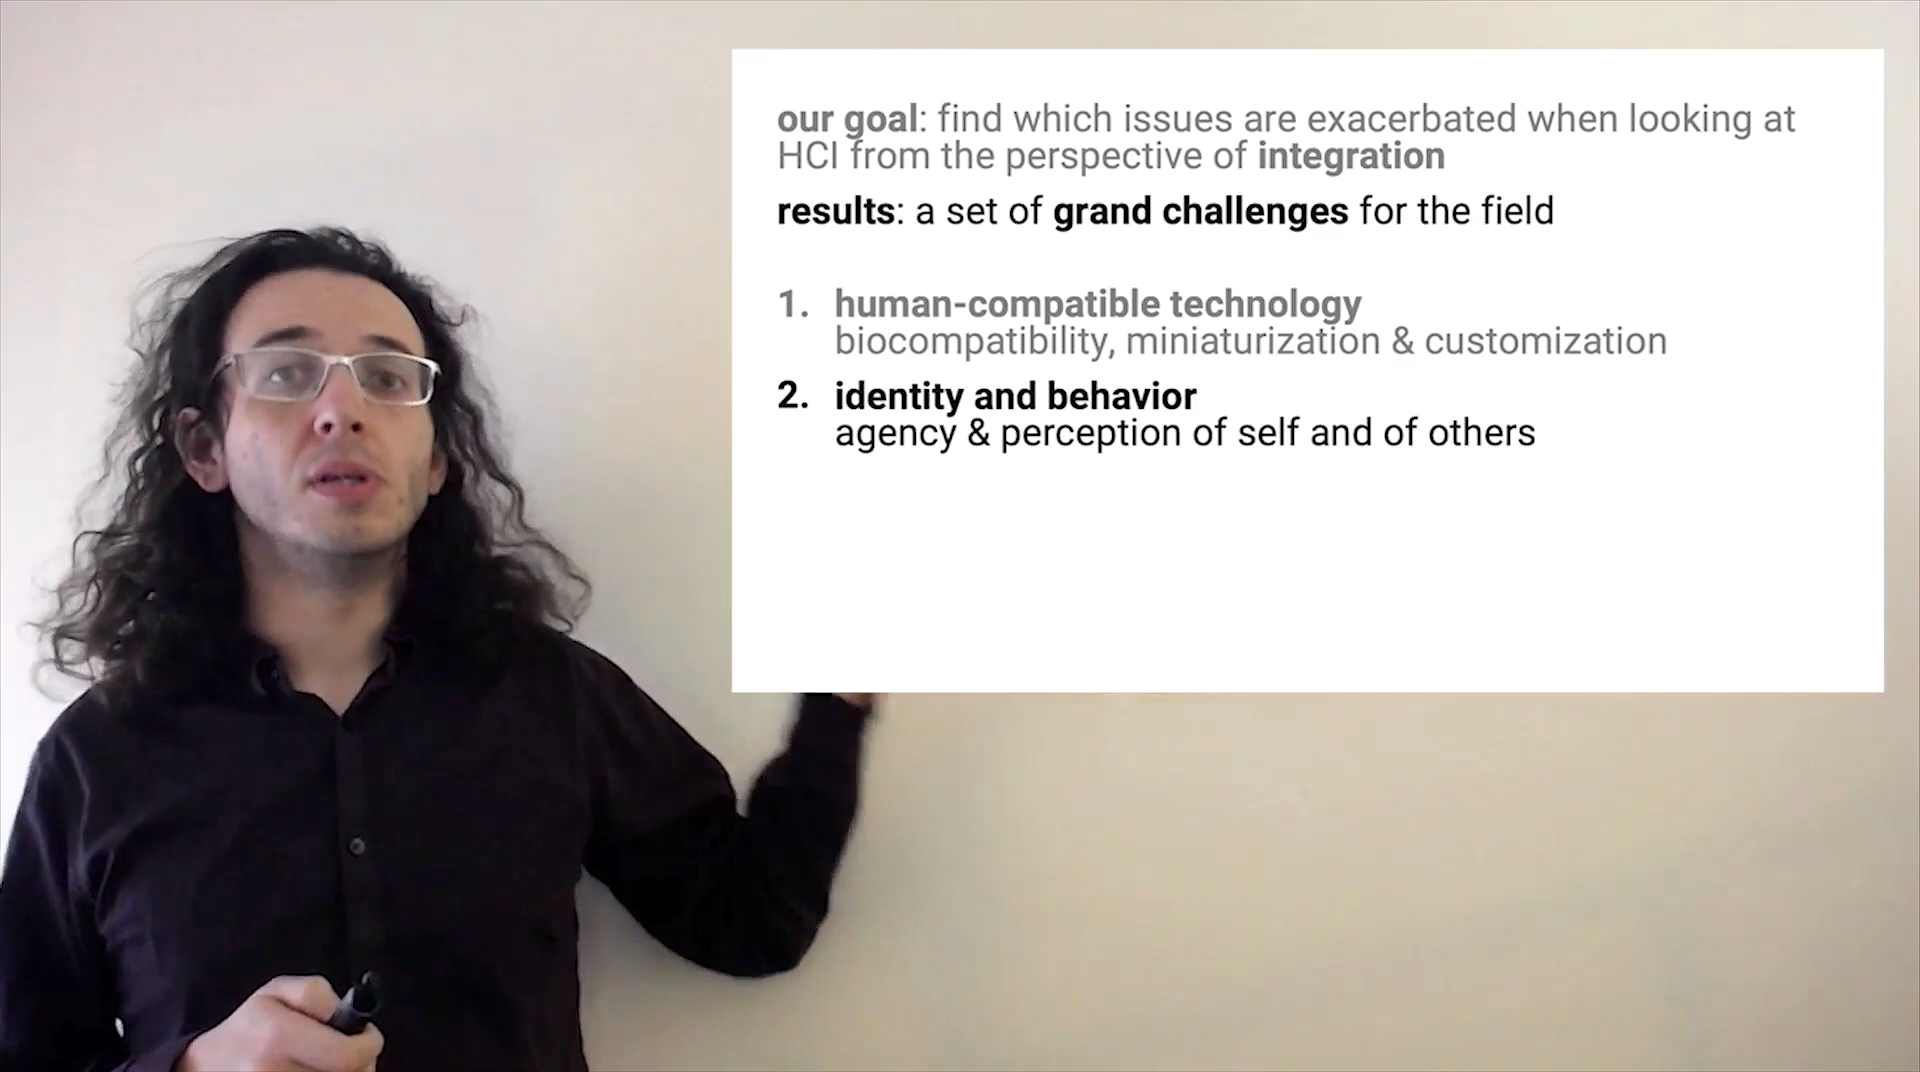 our goal: find which issues are exacerbated when looking at
HCI from the perspective of integration
results: a set of grand challenges for the field
1. human-compatible technology
biocompatibility, miniaturization & customization
2. identity and behavior
agency & perception of self and of others